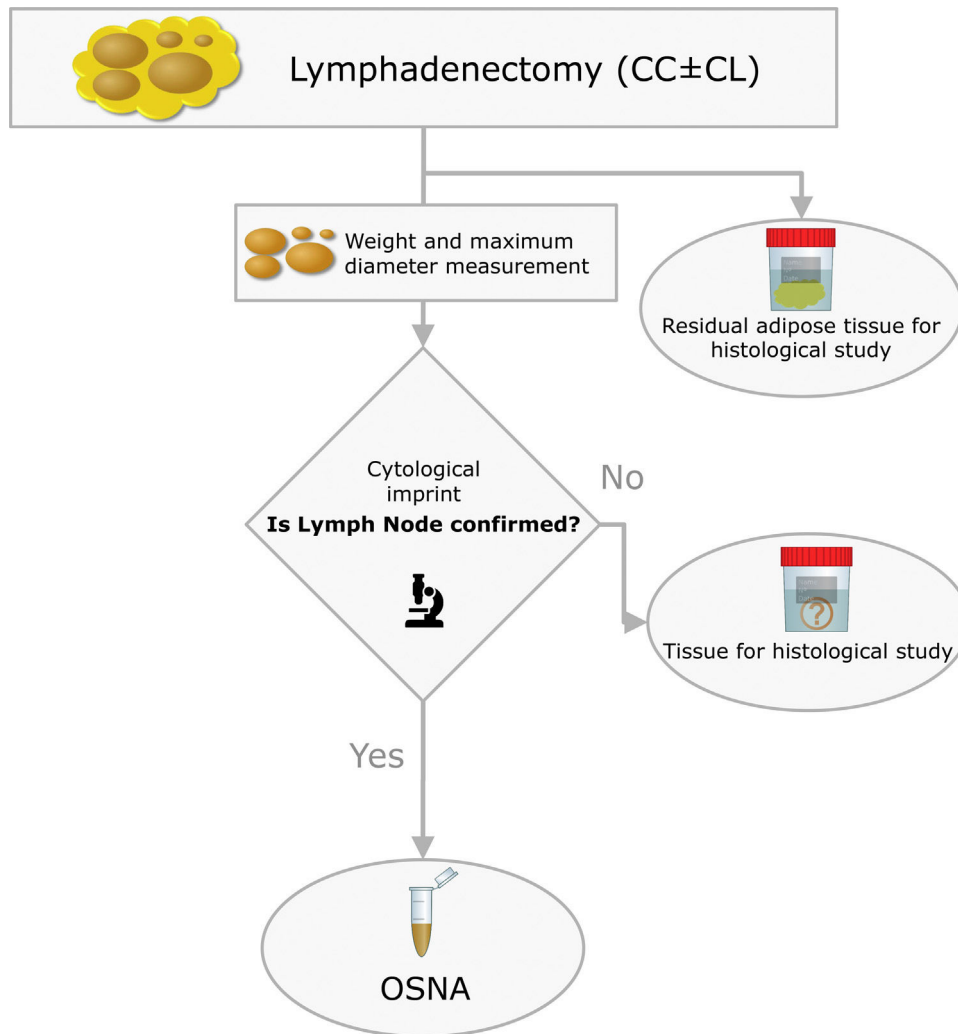 Lymphadenectomy (CC±CL)
Weight and maximum
diameter measurement
Residual adipose tissue for
histological study
Cytological
imprint
Is Lymph Node confirmed?
No
?
Tissue for histological study
Yes
OSNA